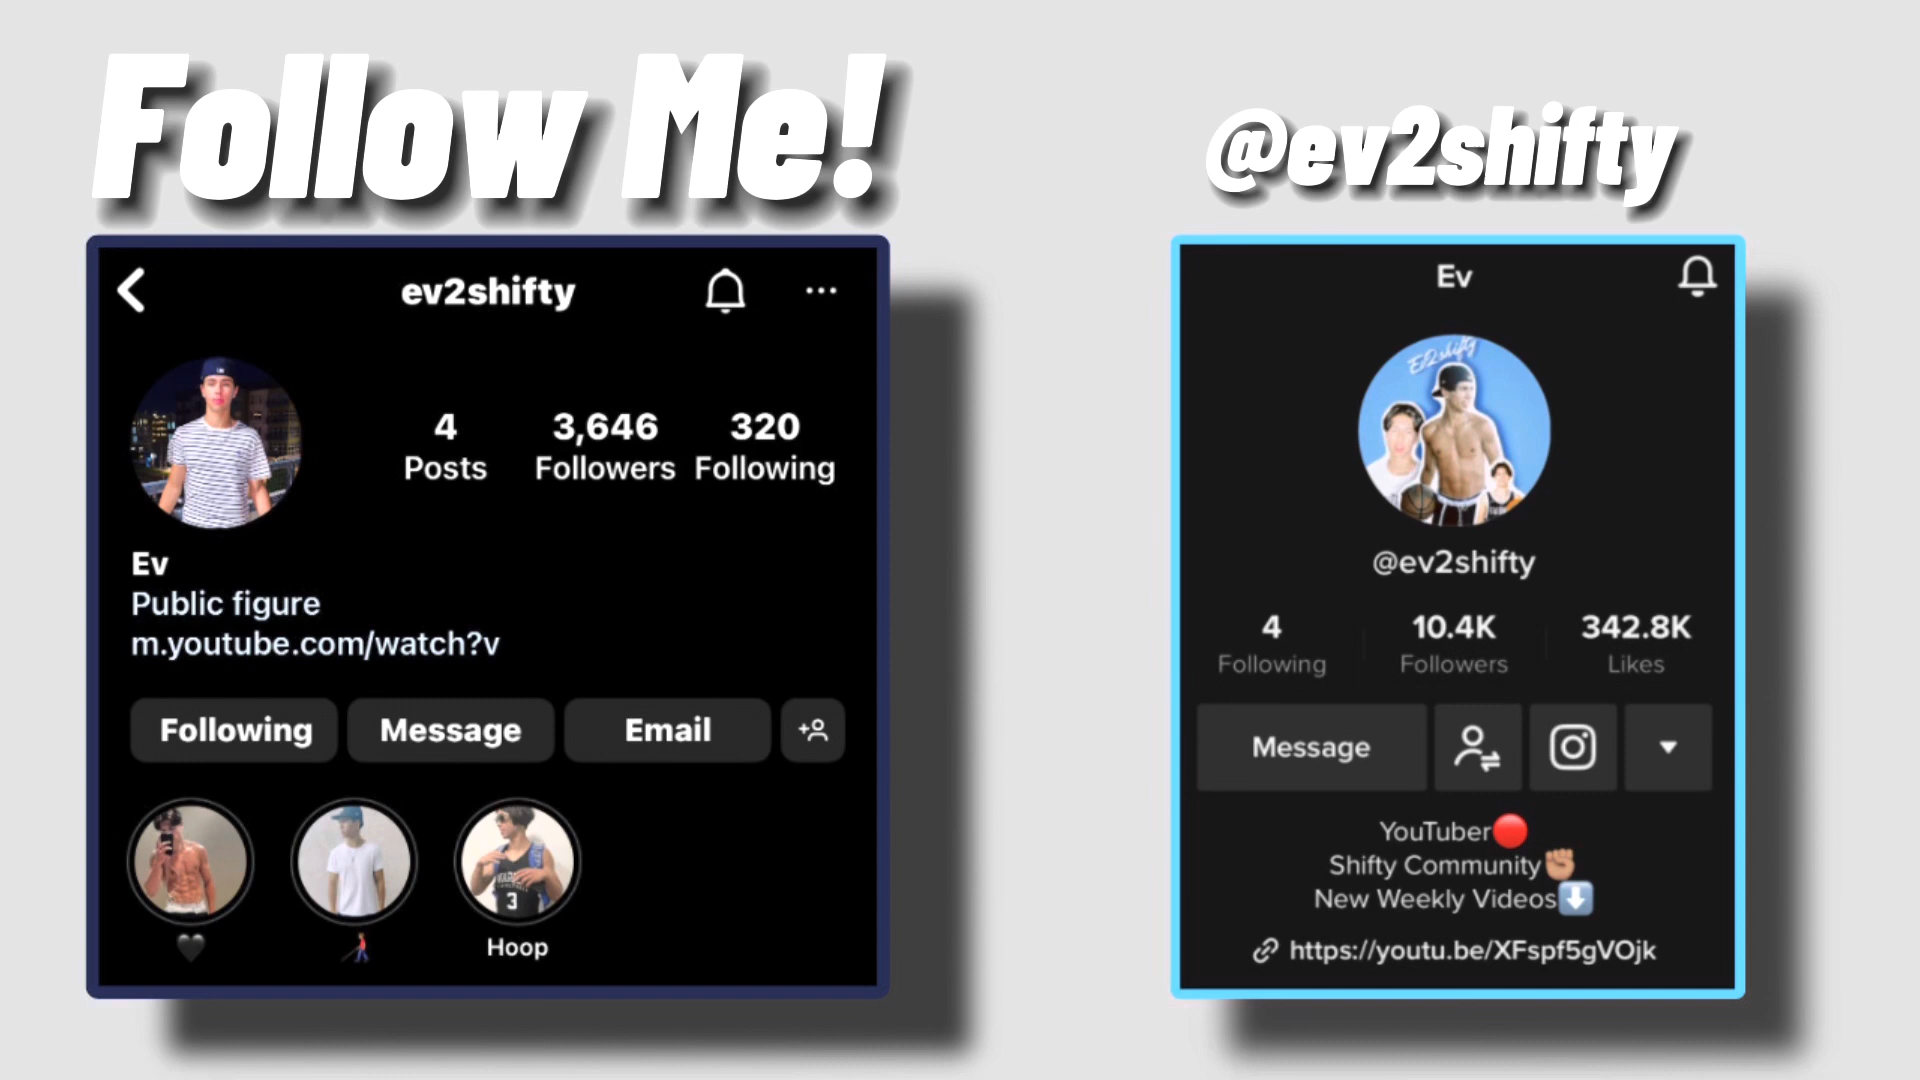 Follow Me!
@ev2shifty
ev2shifty
4
Posts
3,646
Followers
320
Following
Ev
Public figure
m.youtube.com/watch?v
Following
Message
Email
Hoop
3
Ev
Ev2shifty
@ev2shifty
4
Following
10.4K
Followers
342.8K
Likes
Message
YouTuber🔴
Shifty Community✊🏽
New Weekly Videos⬇️
https://youtu.be/XFspf5gVOjk